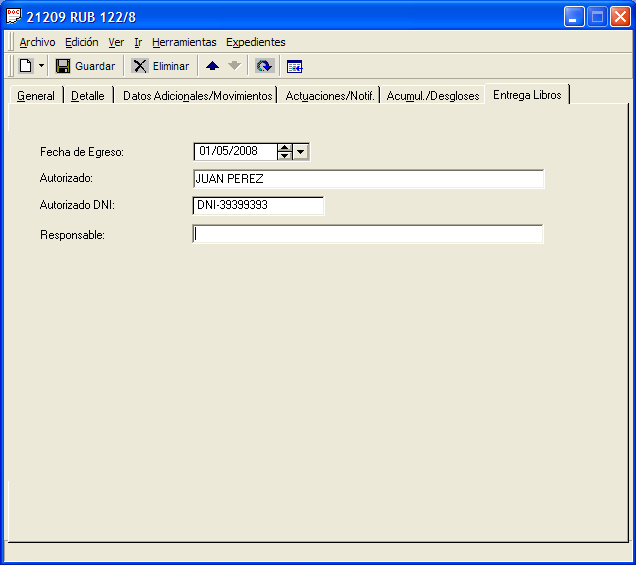 21209 RUB 122/8
Archivo Edición Ver Ir Herramientas Expedientes
Guardar Eliminar
General Detalle Datos Adicionales/Movimientos Actuaciones/Notif. Acumul./Desgloses Entrega Libros
Fecha de Egreso: 01/05/2008
Autorizado: JUAN PEREZ
Autorizado DNI: DNI-39399393
Responsable: